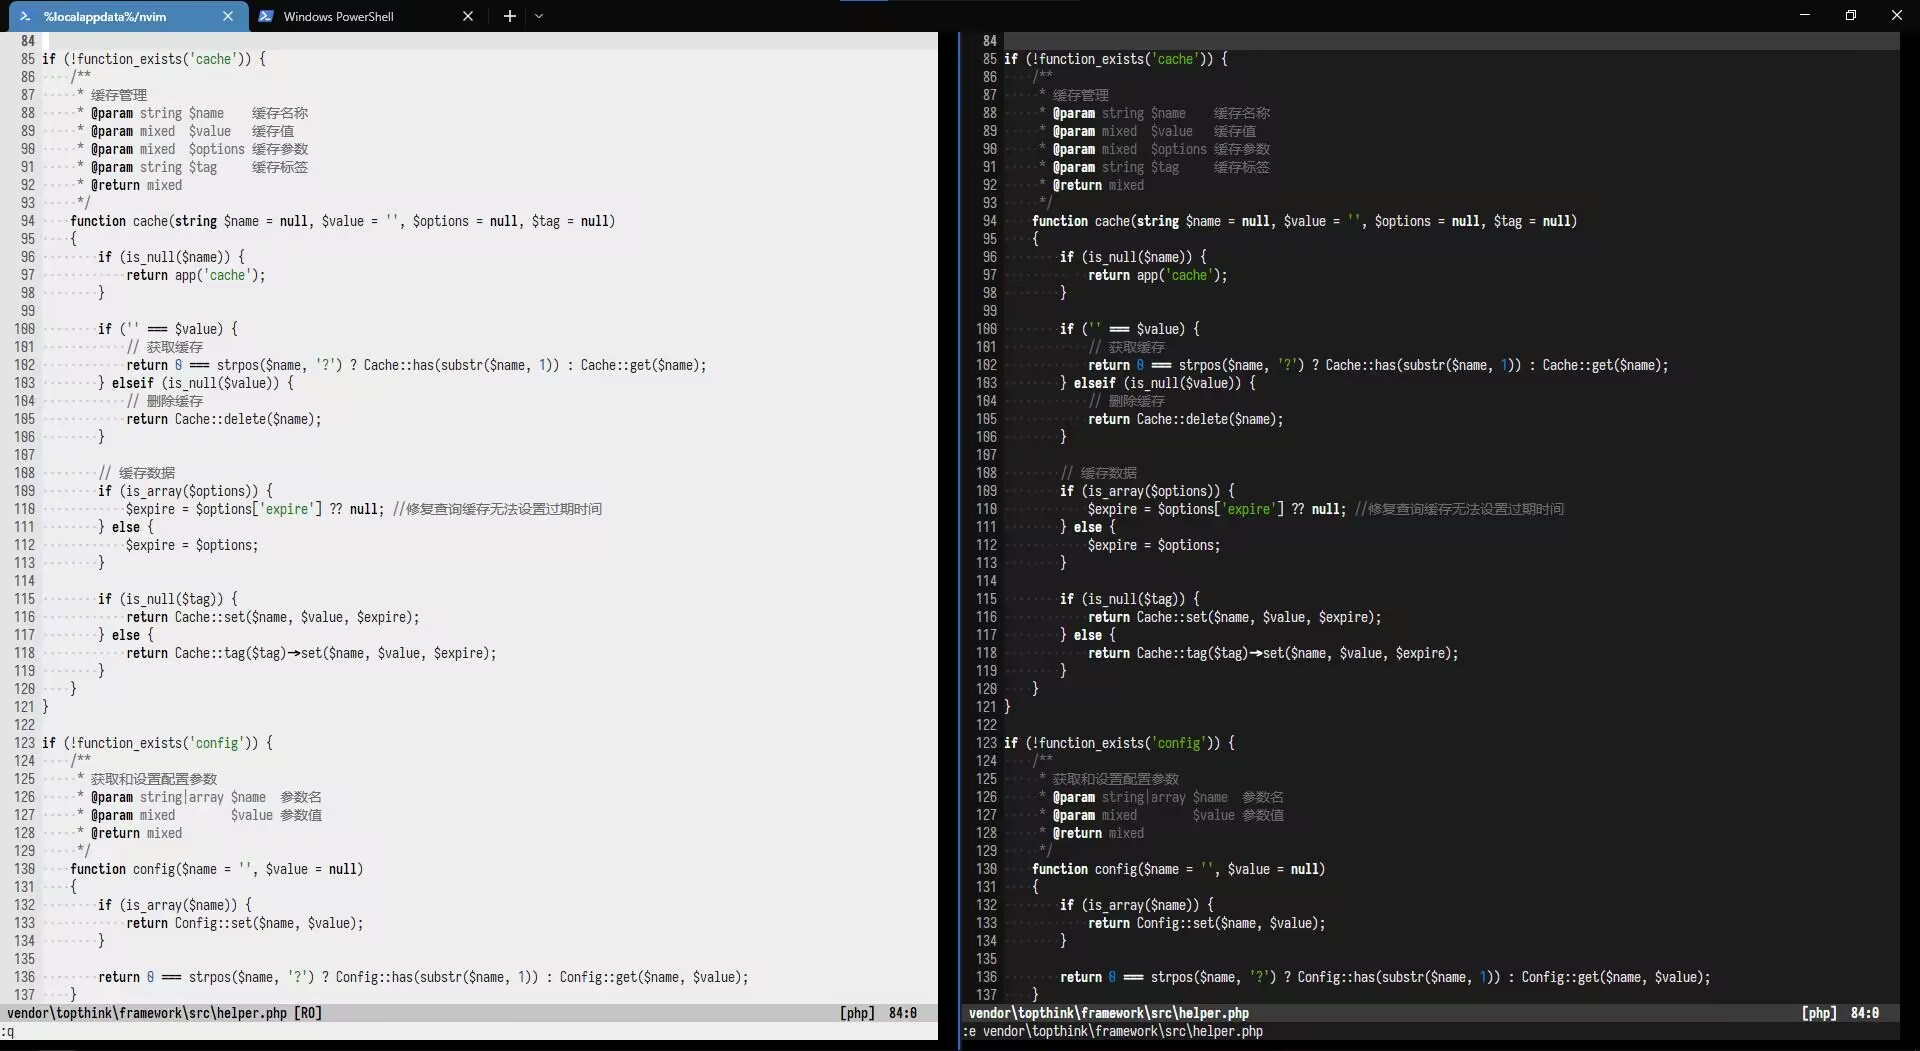 %localappdata%/nvim
Windows PowerShell
84
85 if (!function_exists('cache')) {
86 /**
87 * 缓存管理
88 * @param string $name 缓存名称
89 * @param mixed $value 缓存值
90 * @param mixed $options 缓存参数
91 * @param string $tag 缓存标签
92 * @return mixed
93 */
94 function cache(string $name = null, $value = '', $options = null, $tag = null)
95 {
96 if (is_null($name)) {
97 return app('cache');
98 }
99
100 if ('' === $value) {
101 // 获取缓存
102 return 0 === strpos($name, '?') ? Cache::has(substr($name, 1)) : Cache::get($name);
103 } elseif (is_null($value)) {
104 // 删除缓存
105 return Cache::delete($name);
106 }
107
108 // 缓存数据
109 if (is_array($options)) {
110 $expire = $options['expire'] ?? null; //修复查询缓存无法设置过期时间
111 } else {
112 $expire = $options;
113 }
114
115 if (is_null($tag)) {
116 return Cache::set($name, $value, $expire);
117 } else {
118 return Cache::tag($tag)->set($name, $value, $expire);
119 }
120 }
121 }
122
123 if (!function_exists('config')) {
124 /**
125 * 获取和设置配置参数
126 * @param string|array $name 参数名
127 * @param mixed $value 参数值
128 * @return mixed
129 */
130 function config($name = '', $value = null)
131 {
132 if (is_array($name)) {
133 return Config::set($name, $value);
134 }
135
136 return 0 === strpos($name, '?') ? Config::has(substr($name, 1)) : Config::get($name, $value);
137 }
vendor\topthink\framework\src\helper.php [RO] [php] 84:0
:q
84
85 if (!function_exists('cache')) {
86 /**
87 * 缓存管理
88 * @param string $name 缓存名称
89 * @param mixed $value 缓存值
90 * @param mixed $options 缓存参数
91 * @param string $tag 缓存标签
92 * @return mixed
93 */
94 function cache(string $name = null, $value = '', $options = null, $tag = null)
95 {
96 if (is_null($name)) {
97 return app('cache');
98 }
99
100 if ('' === $value) {
101 // 获取缓存
102 return 0 === strpos($name, '?') ? Cache::has(substr($name, 1)) : Cache::get($name);
103 } elseif (is_null($value)) {
104 // 删除缓存
105 return Cache::delete($name);
106 }
107
108 // 缓存数据
109 if (is_array($options)) {
110 $expire = $options['expire'] ?? null; //修复查询缓存无法设置过期时间
111 } else {
112 $expire = $options;
113 }
114
115 if (is_null($tag)) {
116 return Cache::set($name, $value, $expire);
117 } else {
118 return Cache::tag($tag)->set($name, $value, $expire);
119 }
120 }
121 }
122
123 if (!function_exists('config')) {
124 /**
125 * 获取和设置配置参数
126 * @param string|array $name 参数名
127 * @param mixed $value 参数值
128 * @return mixed
129 */
130 function config($name = '', $value = null)
131 {
132 if (is_array($name)) {
133 return Config::set($name, $value);
134 }
135
136 return 0 === strpos($name, '?') ? Config::has(substr($name, 1)) : Config::get($name, $value);
137 }
vendor\topthink\framework\src\helper.php [php] 84:0
:e vendor\topthink\framework\src\helper.php